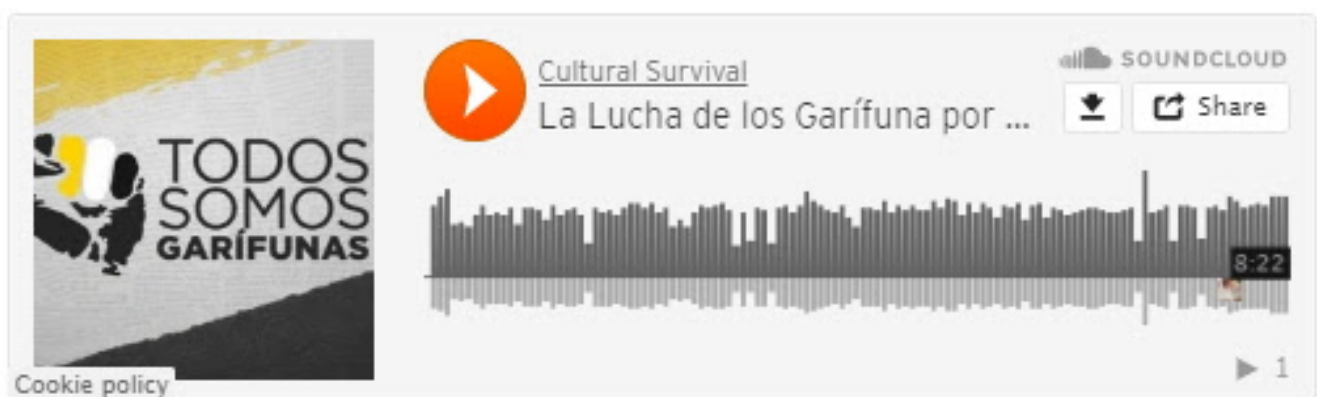 TODOS
SOMOS
GARÍFUNAS
Cultural Survival
La Lucha de los Garífuna por ...
SOUNDCLOUD
Share
8:22
1
Cookie policy